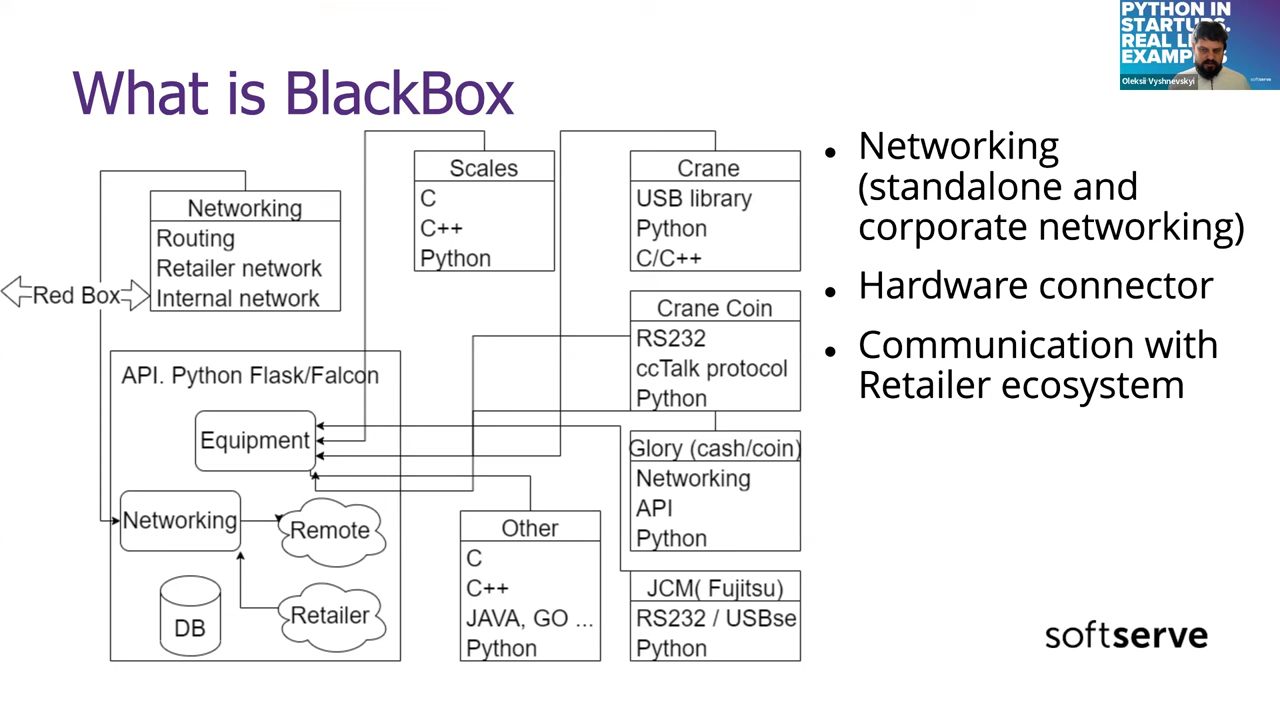 What is BlackBox
PYTHON IN
STARTUPS.
REAL
EXAMPLES
Oleksii Vyshnevskyi
softserve
Networking
Routing
Retailer network
Internal network
Red Box
Scales
C
C++
Python
Crane
USB library
Python
C/C++
Crane Coin
RS232
ccTalk protocol
Python
Glory (cash/coin)
Networking
API
Python
JCM( Fujitsu)
RS232 / USBse
Python
Other
C
C++
JAVA, GO ...
Python
API. Python Flask/Falcon
Equipment
Networking
Remote
Retailer
DB
• Networking
(standalone and
corporate networking)
• Hardware connector
• Communication with
Retailer ecosystem
softserve